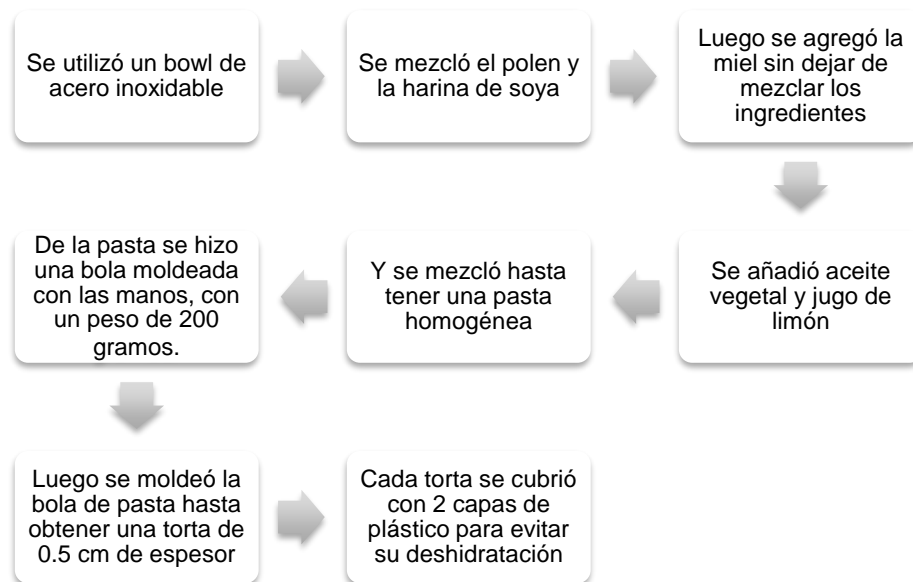 Se utilizó un bowl de
acero inoxidable
Se mezcló el polen y
la harina de soya
Luego se agregó la
miel sin dejar de
mezclar los
ingredientes
Se añadió aceite
vegetal y jugo de
limón
Y se mezcló hasta
tener una pasta
homogénea
De la pasta se hizo
una bola moldeada
con las manos, con
un peso de 200
gramos.
Luego se moldeó la
bola de pasta hasta
obtener una torta de
0.5 cm de espesor
Cada torta se cubrió
con 2 capas de
plástico para evitar
su deshidratación